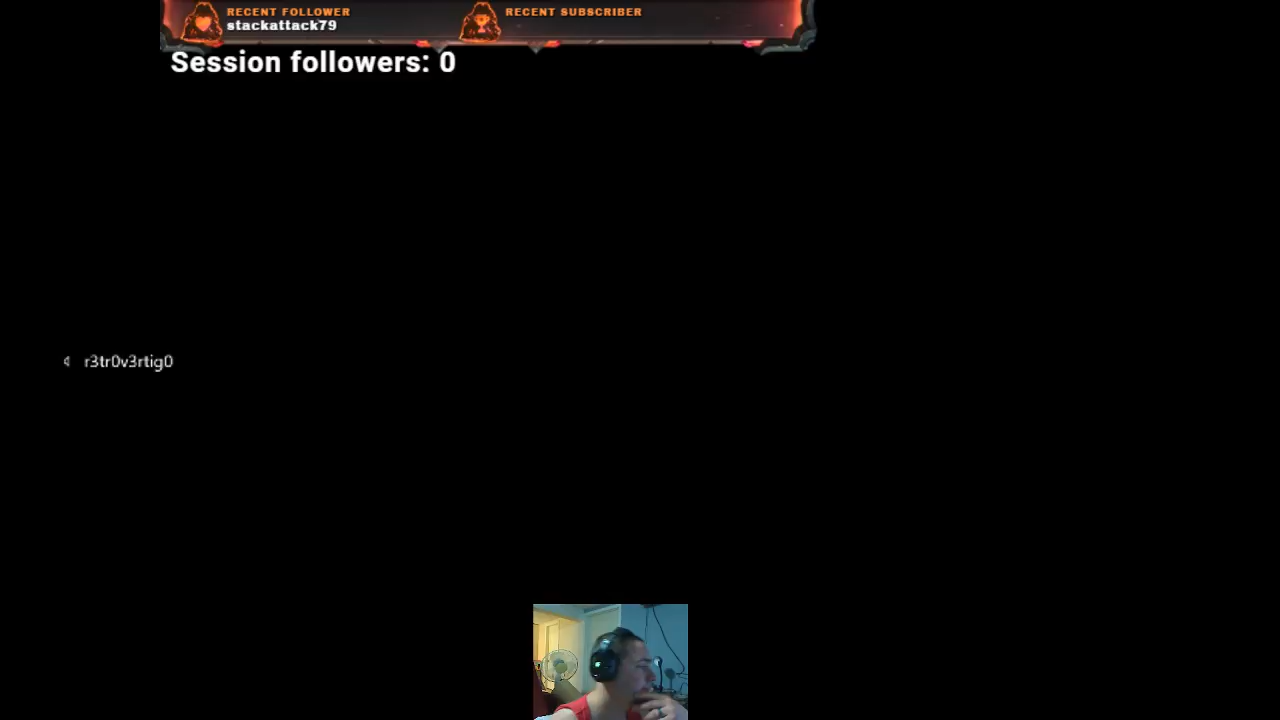 RECENT FOLLOWER
stackattack79
RECENT SUBSCRIBER
Session followers: 0
r3tr0v3rtig0